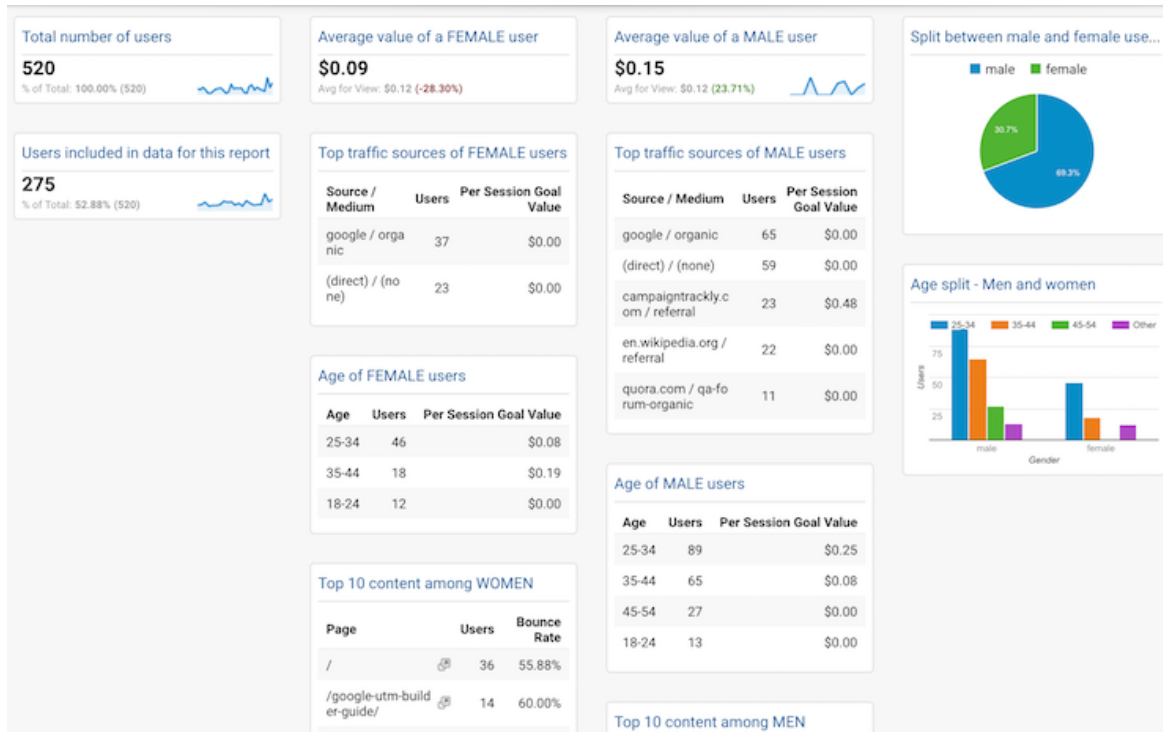 Total number of users
520
% of Total: 100.00% (520)
Users included in data for this report
275
% of Total: 52.88% (520)
Average value of a FEMALE user
$0.09
Avg for View: $0.12 (-28.30%)
Top traffic sources of FEMALE users
Source / Medium Users Per Session Goal Value
google / orga
nic 37 $0.00
(direct) / (no
ne) 23 $0.00
Age of FEMALE users
Age Users Per Session Goal Value
25-34 46 $0.08
35-44 18 $0.19
18-24 12 $0.00
Top 10 content among WOMEN
Page Users Bounce Rate
/ 36 55.88%
/google-utm-build
er-guide/ 14 60.00%
Average value of a MALE user
$0.15
Avg for View: $0.12 (23.71%)
Top traffic sources of MALE users
Source / Medium Users Per Session Goal Value
google / organic 65 $0.00
(direct) / (none) 59 $0.00
campaigntrackly.c
om / referral 23 $0.48
en.wikipedia.org /
referral 22 $0.00
quora.com / qa-fo
rum-organic 11 $0.00
Age of MALE users
Age Users Per Session Goal Value
25-34 89 $0.25
35-44 65 $0.08
45-54 27 $0.00
18-24 13 $0.00
Top 10 content among MEN
Split between male and female use...
male female
30.7%
69.3%
Age split - Men and women
25-34 35-44 45-54 Other
75
50
25
Users
male female
Gender